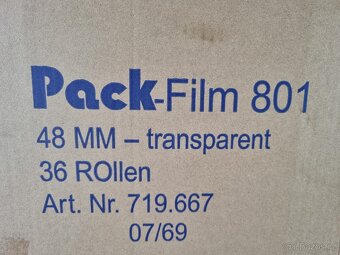 Pack-Film 801
48 MM – transparent
36 ROllen
Art. Nr. 719.667
07/69